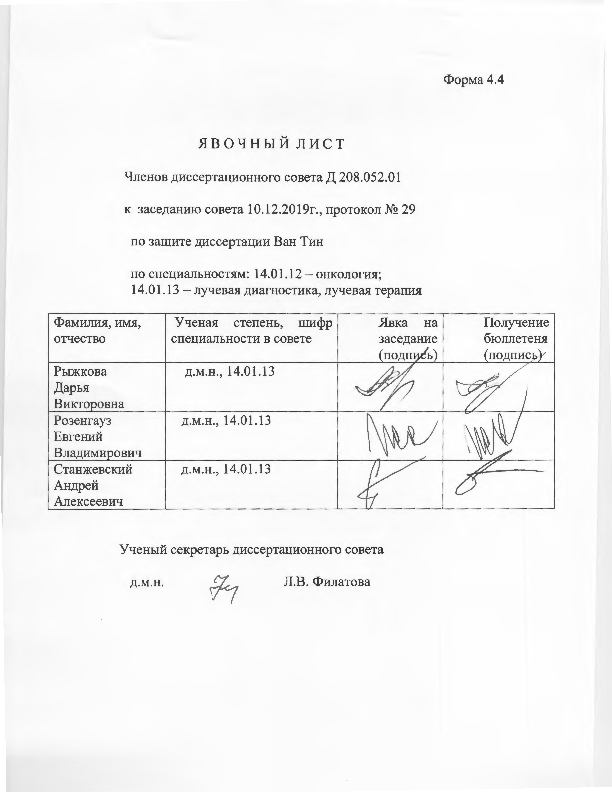 Форма 4.4
ЯВОЧНЫЙ ЛИСТ
Членов диссертационного совета Д 208.052.01
к заседанию совета 10.12.2019г., протокол № 29
по защите диссертации Ван Тин
по специальностям: 14.01.12 – онкология;
14.01.13 – лучевая диагностика, лучевая терапия
Фамилия, имя,
отчество
Ученая степень, шифр
специальности в совете
Явка на
заседание
(подпись)
Получение
бюллетеня
(подпись)
Рыжкова
Дарья
Викторовна
д.м.н., 14.01.13
Розенгауз
Евгений
Владимирович
д.м.н., 14.01.13
Станжевский
Андрей
Алексеевич
д.м.н., 14.01.13
Ученый секретарь диссертационного совета
д.м.н. Л.В. Филатова